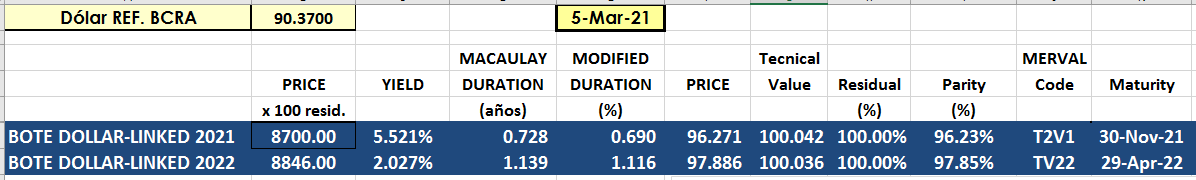 Dólar REF. BCRA 90.3700 5-Mar-21
MACAULAY MODIFIED Tecnical MERVAL
PRICE YIELD DURATION DURATION PRICE Value Residual Parity Code Maturity
x 100 resid. (años) (%) (%) (%)
BOTE DOLLAR-LINKED 2021 8700.00 5.521% 0.728 0.690 96.271 100.042 100.00% 96.23% T2V1 30-Nov-21
BOTE DOLLAR-LINKED 2022 8846.00 2.027% 1.139 1.116 97.886 100.036 100.00% 97.85% TV22 29-Apr-22